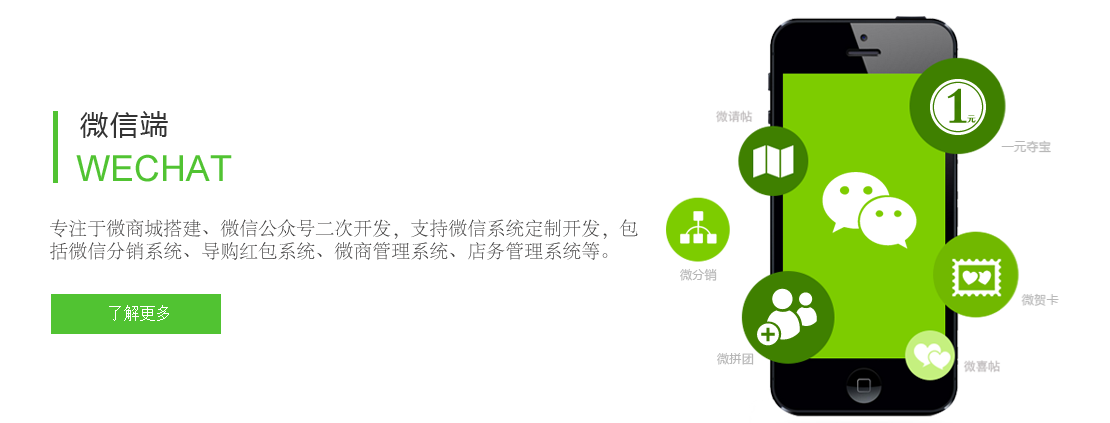 微信端
WECHAT
专注于微商城搭建、微信公众号二次开发，支持微信系统定制开发，包
括微信分销系统、导购红包系统、微商管理系统、店务管理系统等。
了解更多
微请帖
1元
一元夺宝
微分销
微贺卡
微拼团
微喜帖